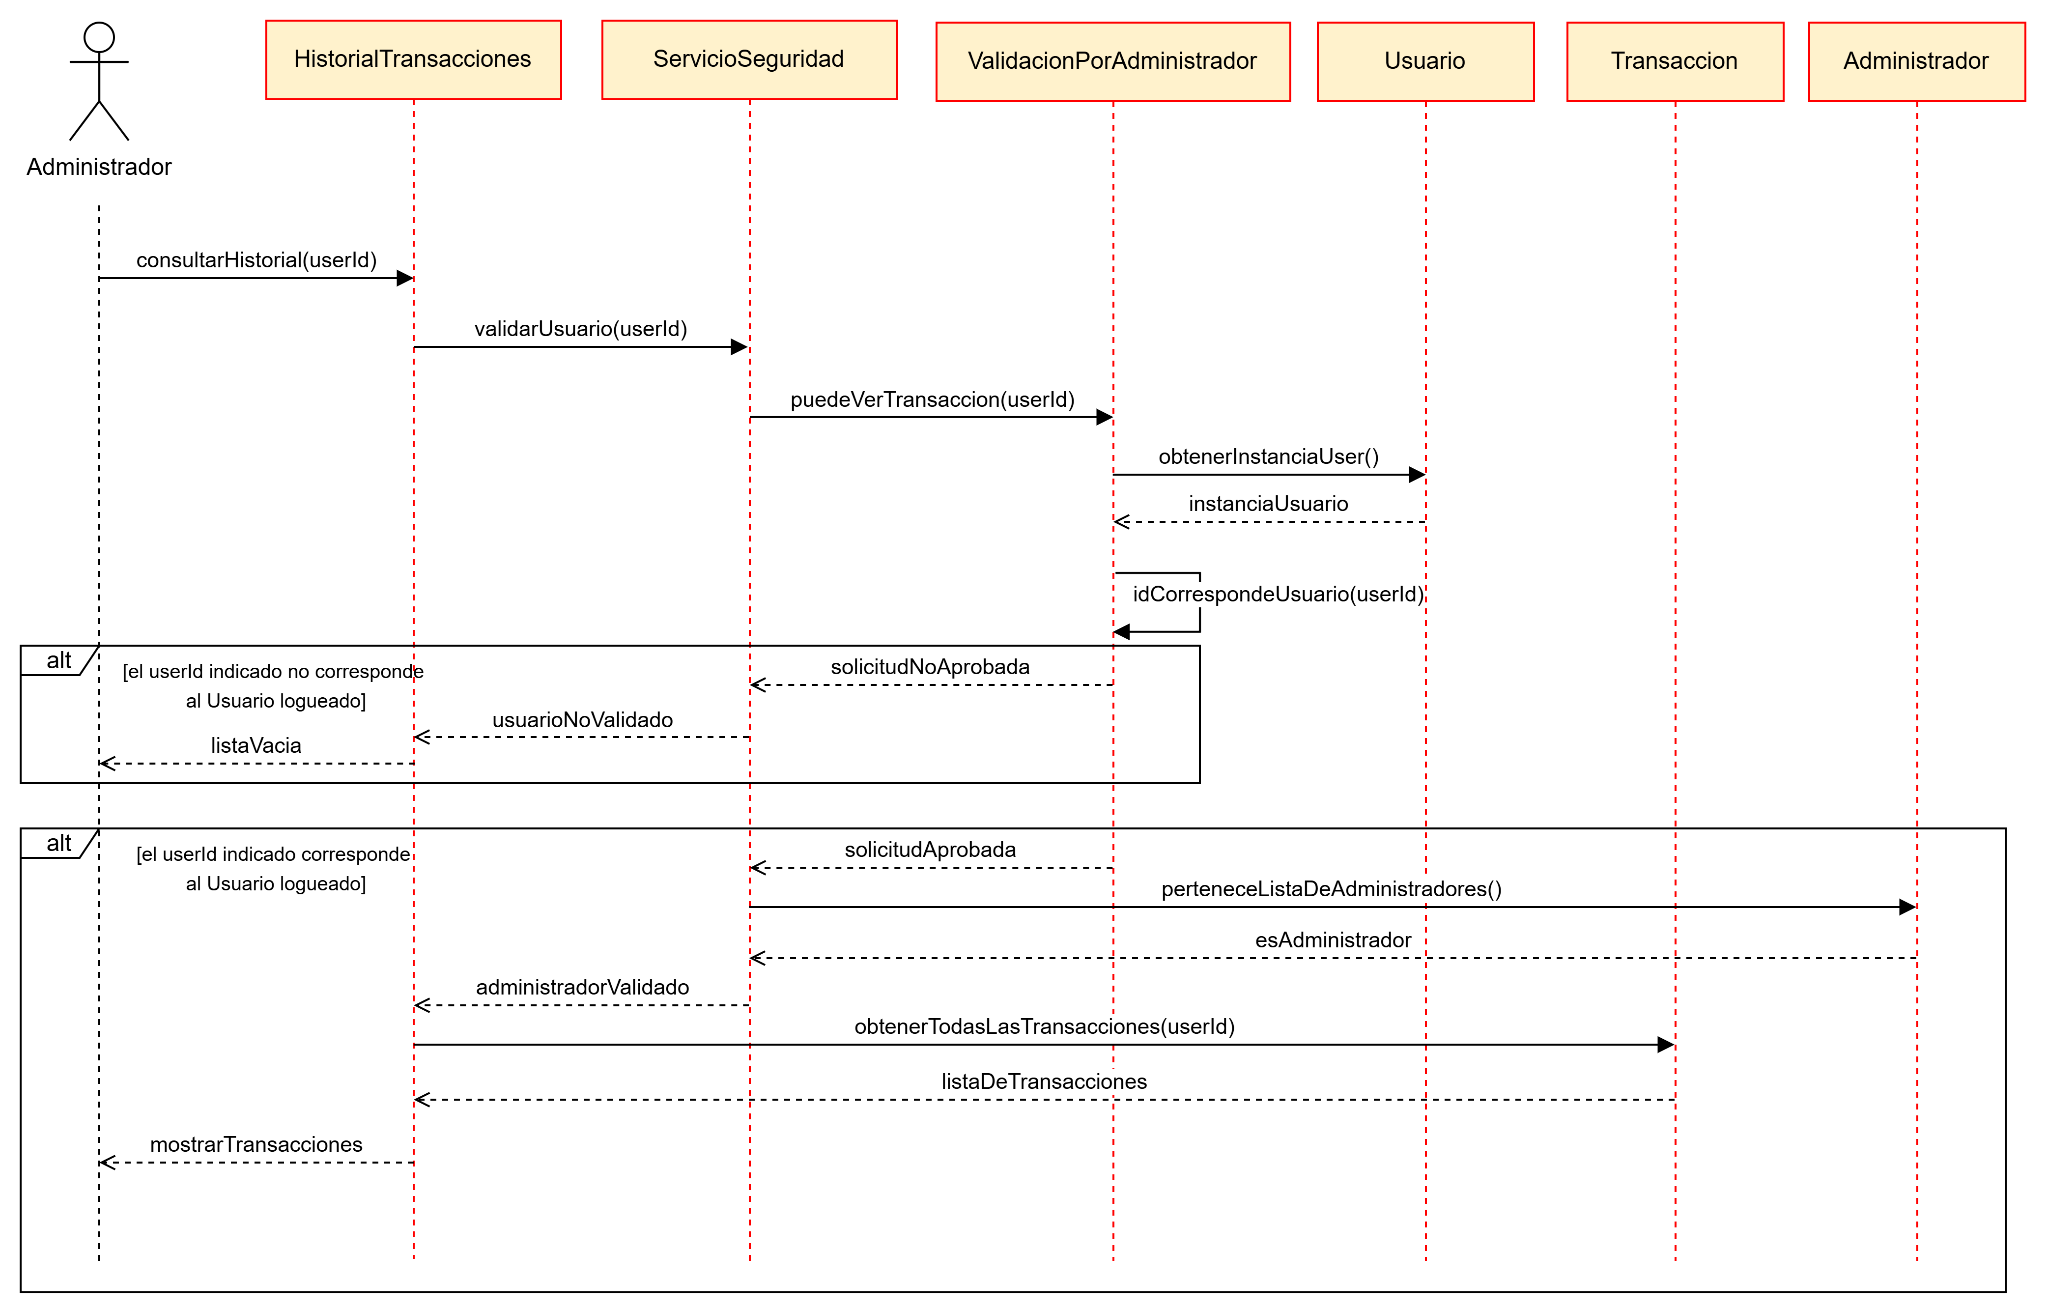 HistorialTransacciones
ServicioSeguridad
ValidacionPorAdministrador
Usuario
Transaccion
Administrador
Administrador
consultarHistorial(userId)
validarUsuario(userId)
puedeVerTransaccion(userId)
obtenerInstanciaUser()
instanciaUsuario
idCorrespondeUsuario(userId)
alt
[el userId indicado no corresponde
al Usuario logueado]
solicitudNoAprobada
usuarioNoValidado
listaVacia
alt
[el userId indicado corresponde
al Usuario logueado]
solicitudAprobada
perteneceListaDeAdministradores()
esAdministrador
administradorValidado
obtenerTodasLasTransacciones(userId)
listaDeTransacciones
mostrarTransacciones